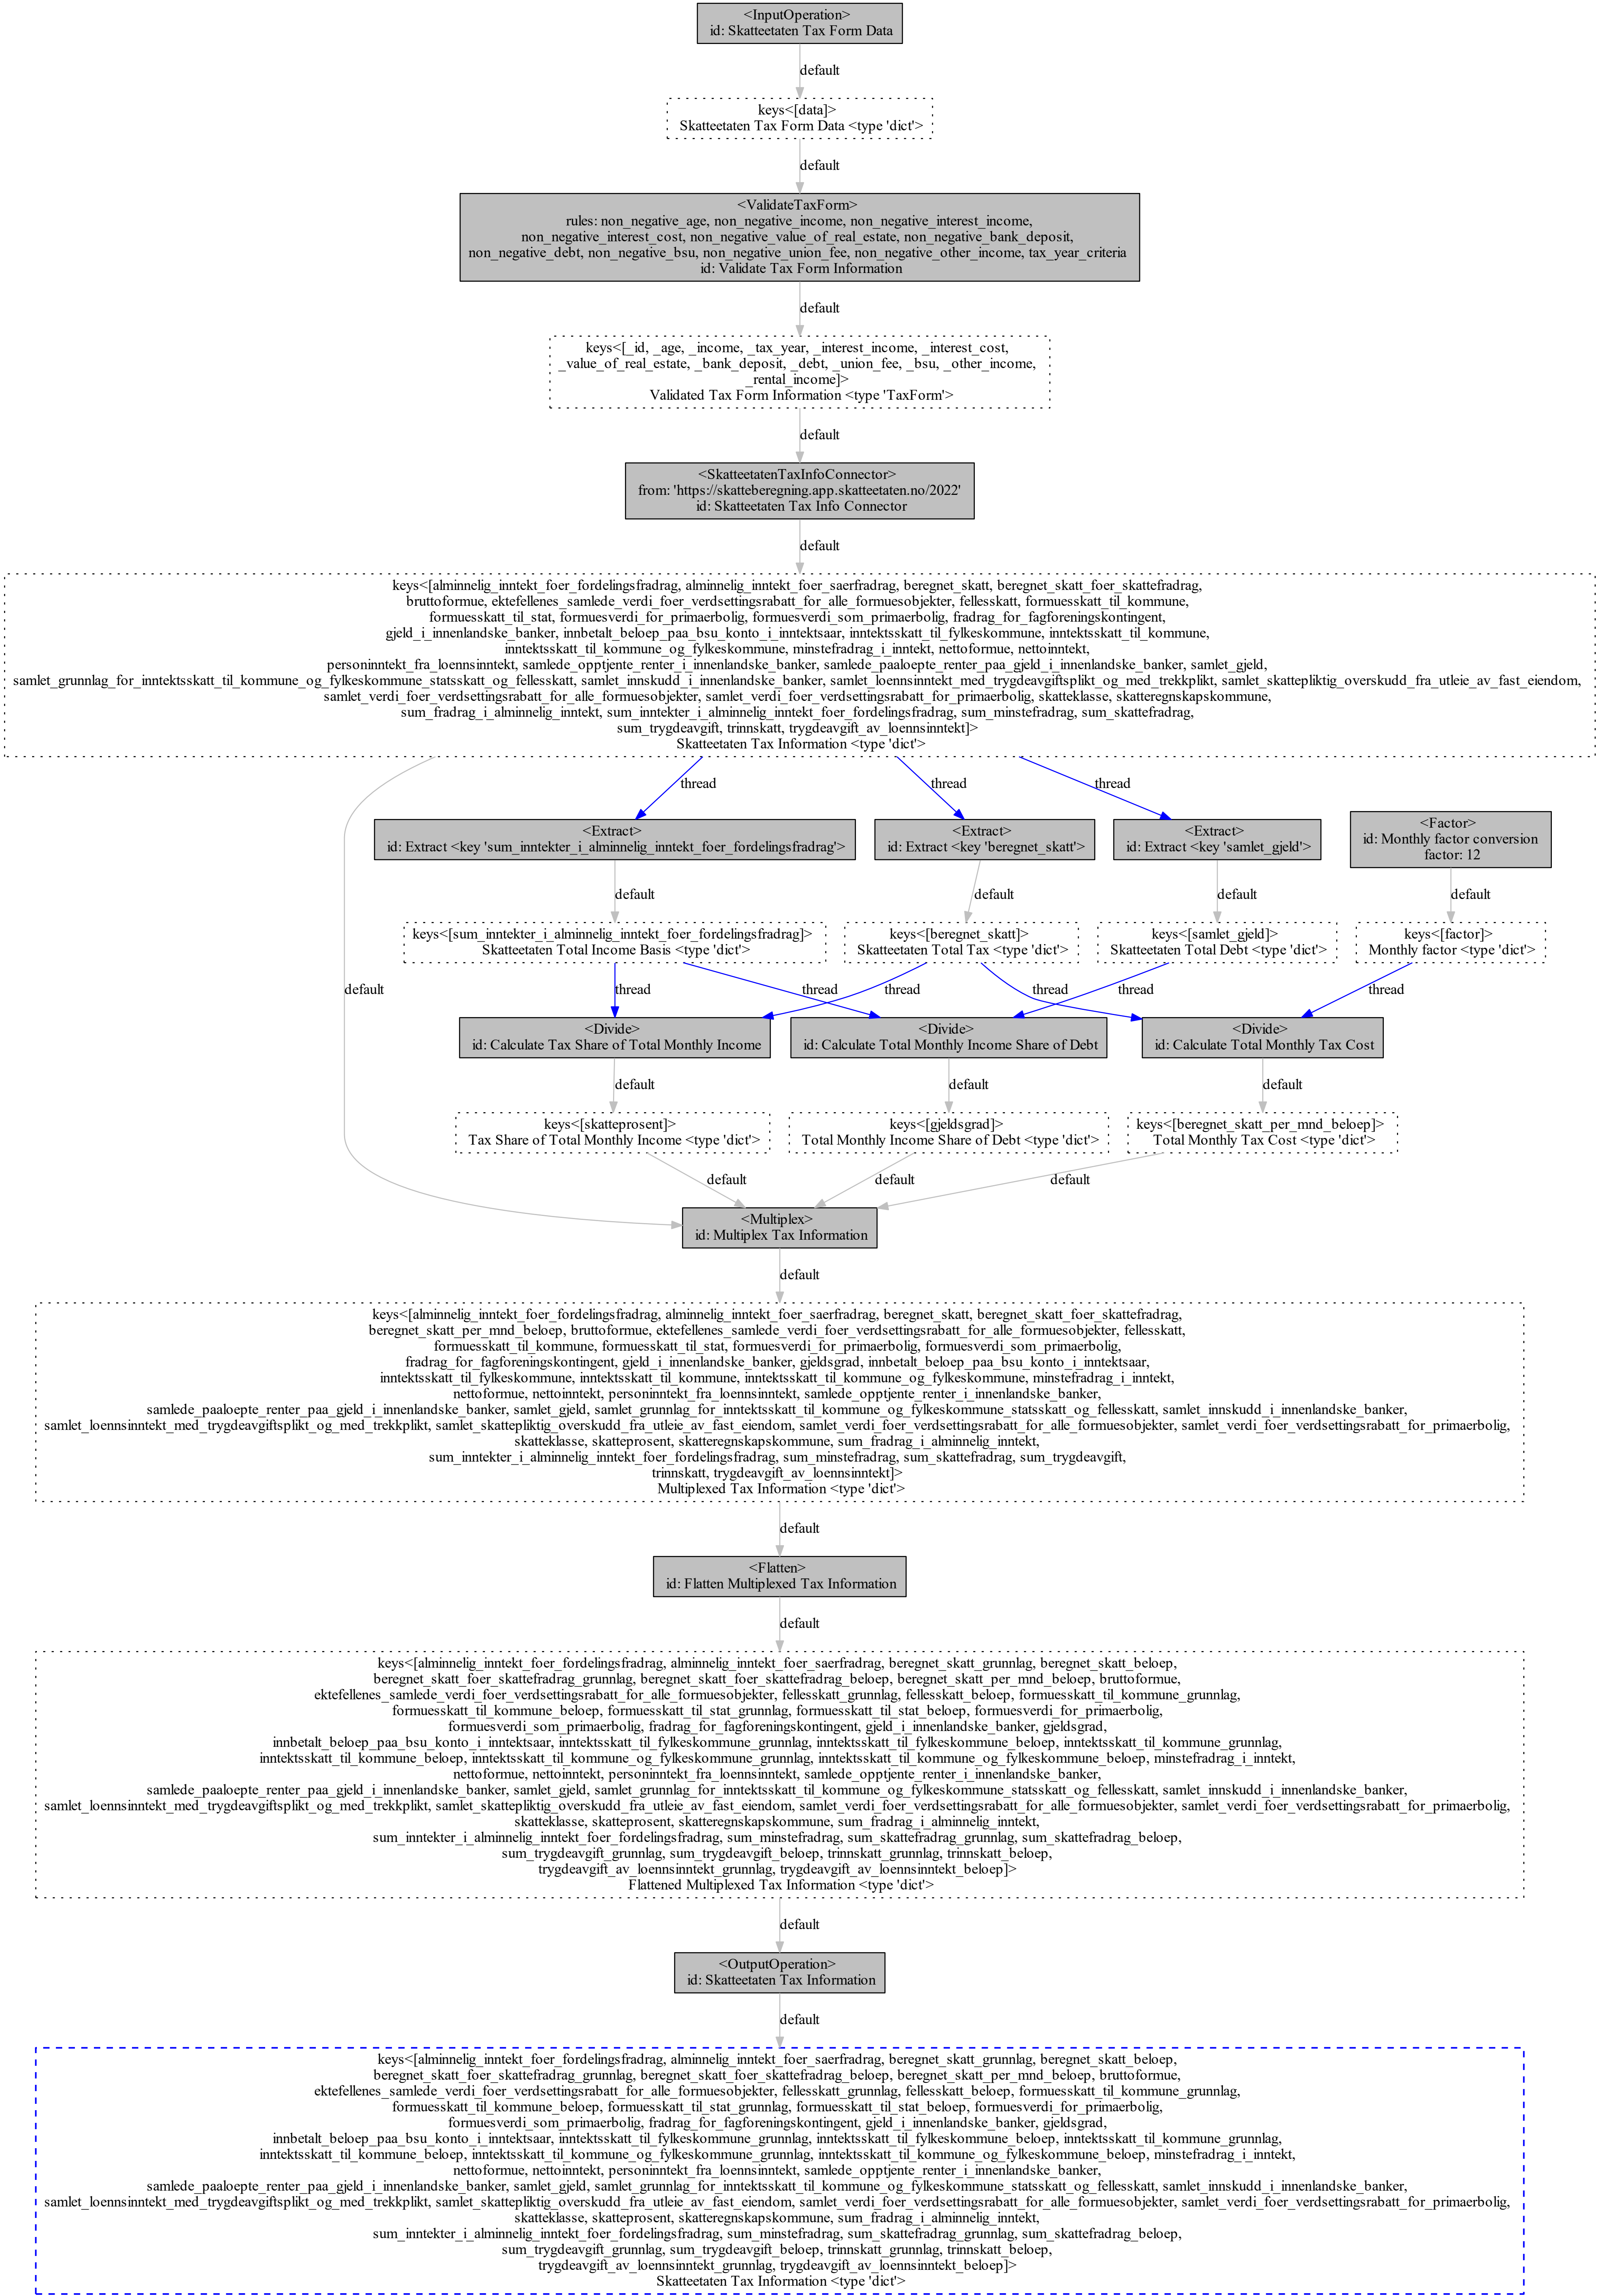 <InputOperation>
id: Skatteetaten Tax Form Data
default
keys<[data]>
Skatteetaten Tax Form Data <type 'dict'>
default
<ValidateTaxForm>
rules: non_negative_age, non_negative_income, non_negative_interest_income,
non_negative_interest_cost, non_negative_value_of_real_estate, non_negative_bank_deposit,
non_negative_debt, non_negative_bsu, non_negative_union_fee, non_negative_other_income, tax_year_criteria
id: Validate Tax Form Information
default
keys<[_id, _age, _income, _tax_year, _interest_income, _interest_cost,
_value_of_real_estate, _bank_deposit, _debt, _union_fee, _bsu, _other_income,
_rental_income]>
Validated Tax Form Information <type 'TaxForm'>
default
<SkatteetatenTaxInfoConnector>
from: 'https://skatteberegning.app.skatteetaten.no/2022'
id: Skatteetaten Tax Info Connector
default
keys<[alminnelig_inntekt_foer_fordelingsfradrag, alminnelig_inntekt_foer_saerfradrag, beregnet_skatt, beregnet_skatt_foer_skattefradrag,
bruttoformue, ektefellenes_samlede_verdi_foer_verdsettingsrabatt_for_alle_formuesobjekter, fellesskatt, formuesskatt_til_kommune,
formuesskatt_til_stat, formuesverdi_for_primaerbolig, formuesverdi_som_primaerbolig, fradrag_for_fagforeningskontingent,
gjeld_i_innenlandske_banker, innbetalt_beloep_paa_bsu_konto_i_inntektsaar, inntektsskatt_til_fylkeskommune, inntektsskatt_til_kommune,
inntektsskatt_til_kommune_og_fylkeskommune, minstefradrag_i_inntekt, nettoformue, nettoinntekt,
personinntekt_fra_loennsinntekt, samlede_opptjente_renter_i_innenlandske_banker, samlede_paaloepte_renter_paa_gjeld_i_innenlandske_banker, samlet_gjeld,
samlet_grunnlag_for_inntektsskatt_til_kommune_og_fylkeskommune_statsskatt_og_fellesskatt, samlet_innskudd_i_innenlandske_banker, samlet_loennsinntekt_med_trygdeavgiftsplikt_og_med_trekkplikt, samlet_skattepliktig_overskudd_fra_utleie_av_fast_eiendom,
samlet_verdi_foer_verdsettingsrabatt_for_alle_formuesobjekter, samlet_verdi_foer_verdsettingsrabatt_for_primaerbolig, skatteklasse, skatteregnskapskommune,
sum_fradrag_i_alminnelig_inntekt, sum_inntekter_i_alminnelig_inntekt_foer_fordelingsfradrag, sum_minstefradrag, sum_skattefradrag,
sum_trygdeavgift, trinnskatt, trygdeavgift_av_loennsinntekt]>
Skatteetaten Tax Information <type 'dict'>
thread
thread
thread
<Extract>
id: Extract <key 'sum_inntekter_i_alminnelig_inntekt_foer_fordelingsfradrag'>
<Extract>
id: Extract <key 'beregnet_skatt'>
<Extract>
id: Extract <key 'samlet_gjeld'>
<Factor>
id: Monthly factor conversion
factor: 12
default
default
default
default
keys<[sum_inntekter_i_alminnelig_inntekt_foer_fordelingsfradrag]>
Skatteetaten Total Income Basis <type 'dict'>
keys<[beregnet_skatt]>
Skatteetaten Total Tax <type 'dict'>
keys<[samlet_gjeld]>
Skatteetaten Total Debt <type 'dict'>
keys<[factor]>
Monthly factor <type 'dict'>
default
thread
thread
thread
thread
thread
thread
<Divide>
id: Calculate Tax Share of Total Monthly Income
<Divide>
id: Calculate Total Monthly Income Share of Debt
<Divide>
id: Calculate Total Monthly Tax Cost
default
default
default
keys<[skatteprosent]>
Tax Share of Total Monthly Income <type 'dict'>
keys<[gjeldsgrad]>
Total Monthly Income Share of Debt <type 'dict'>
keys<[beregnet_skatt_per_mnd_beloep]>
Total Monthly Tax Cost <type 'dict'>
default
default
default
<Multiplex>
id: Multiplex Tax Information
default
keys<[alminnelig_inntekt_foer_fordelingsfradrag, alminnelig_inntekt_foer_saerfradrag, beregnet_skatt, beregnet_skatt_foer_skattefradrag,
beregnet_skatt_per_mnd_beloep, bruttoformue, ektefellenes_samlede_verdi_foer_verdsettingsrabatt_for_alle_formuesobjekter, fellesskatt,
formuesskatt_til_kommune, formuesskatt_til_stat, formuesverdi_for_primaerbolig, formuesverdi_som_primaerbolig,
fradrag_for_fagforeningskontingent, gjeld_i_innenlandske_banker, gjeldsgrad, innbetalt_beloep_paa_bsu_konto_i_inntektsaar,
inntektsskatt_til_fylkeskommune, inntektsskatt_til_kommune, inntektsskatt_til_kommune_og_fylkeskommune, minstefradrag_i_inntekt,
nettoformue, nettoinntekt, personinntekt_fra_loennsinntekt, samlede_opptjente_renter_i_innenlandske_banker,
samlede_paaloepte_renter_paa_gjeld_i_innenlandske_banker, samlet_gjeld, samlet_grunnlag_for_inntektsskatt_til_kommune_og_fylkeskommune_statsskatt_og_fellesskatt, samlet_innskudd_i_innenlandske_banker,
samlet_loennsinntekt_med_trygdeavgiftsplikt_og_med_trekkplikt, samlet_skattepliktig_overskudd_fra_utleie_av_fast_eiendom, samlet_verdi_foer_verdsettingsrabatt_for_alle_formuesobjekter, samlet_verdi_foer_verdsettingsrabatt_for_primaerbolig,
skatteklasse, skatteprosent, skatteregnskapskommune, sum_fradrag_i_alminnelig_inntekt,
sum_inntekter_i_alminnelig_inntekt_foer_fordelingsfradrag, sum_minstefradrag, sum_skattefradrag, sum_trygdeavgift,
trinnskatt, trygdeavgift_av_loennsinntekt]>
Multiplexed Tax Information <type 'dict'>
default
<Flatten>
id: Flatten Multiplexed Tax Information
default
keys<[alminnelig_inntekt_foer_fordelingsfradrag, alminnelig_inntekt_foer_saerfradrag, beregnet_skatt_grunnlag, beregnet_skatt_beloep,
beregnet_skatt_foer_skattefradrag_grunnlag, beregnet_skatt_foer_skattefradrag_beloep, beregnet_skatt_per_mnd_beloep, bruttoformue,
ektefellenes_samlede_verdi_foer_verdsettingsrabatt_for_alle_formuesobjekter, fellesskatt_grunnlag, fellesskatt_beloep, formuesskatt_til_kommune_grunnlag,
formuesskatt_til_kommune_beloep, formuesskatt_til_stat_grunnlag, formuesskatt_til_stat_beloep, formuesverdi_for_primaerbolig,
formuesverdi_som_primaerbolig, fradrag_for_fagforeningskontingent, gjeld_i_innenlandske_banker, gjeldsgrad,
innbetalt_beloep_paa_bsu_konto_i_inntektsaar, inntektsskatt_til_fylkeskommune_grunnlag, inntektsskatt_til_fylkeskommune_beloep, inntektsskatt_til_kommune_grunnlag,
inntektsskatt_til_kommune_beloep, inntektsskatt_til_kommune_og_fylkeskommune_grunnlag, inntektsskatt_til_kommune_og_fylkeskommune_beloep, minstefradrag_i_inntekt,
nettoformue, nettoinntekt, personinntekt_fra_loennsinntekt, samlede_opptjente_renter_i_innenlandske_banker,
samlede_paaloepte_renter_paa_gjeld_i_innenlandske_banker, samlet_gjeld, samlet_grunnlag_for_inntektsskatt_til_kommune_og_fylkeskommune_statsskatt_og_fellesskatt, samlet_innskudd_i_innenlandske_banker,
samlet_loennsinntekt_med_trygdeavgiftsplikt_og_med_trekkplikt, samlet_skattepliktig_overskudd_fra_utleie_av_fast_eiendom, samlet_verdi_foer_verdsettingsrabatt_for_alle_formuesobjekter, samlet_verdi_foer_verdsettingsrabatt_for_primaerbolig,
skatteklasse, skatteprosent, skatteregnskapskommune, sum_fradrag_i_alminnelig_inntekt,
sum_inntekter_i_alminnelig_inntekt_foer_fordelingsfradrag, sum_minstefradrag, sum_skattefradrag_grunnlag, sum_skattefradrag_beloep,
sum_trygdeavgift_grunnlag, sum_trygdeavgift_beloep, trinnskatt_grunnlag, trinnskatt_beloep,
trygdeavgift_av_loennsinntekt_grunnlag, trygdeavgift_av_loennsinntekt_beloep]>
Flattened Multiplexed Tax Information <type 'dict'>
default
<OutputOperation>
id: Skatteetaten Tax Information
default
keys<[alminnelig_inntekt_foer_fordelingsfradrag, alminnelig_inntekt_foer_saerfradrag, beregnet_skatt_grunnlag, beregnet_skatt_beloep,
beregnet_skatt_foer_skattefradrag_grunnlag, beregnet_skatt_foer_skattefradrag_beloep, beregnet_skatt_per_mnd_beloep, bruttoformue,
ektefellenes_samlede_verdi_foer_verdsettingsrabatt_for_alle_formuesobjekter, fellesskatt_grunnlag, fellesskatt_beloep, formuesskatt_til_kommune_grunnlag,
formuesskatt_til_kommune_beloep, formuesskatt_til_stat_grunnlag, formuesskatt_til_stat_beloep, formuesverdi_for_primaerbolig,
formuesverdi_som_primaerbolig, fradrag_for_fagforeningskontingent, gjeld_i_innenlandske_banker, gjeldsgrad,
innbetalt_beloep_paa_bsu_konto_i_inntektsaar, inntektsskatt_til_fylkeskommune_grunnlag, inntektsskatt_til_fylkeskommune_beloep, inntektsskatt_til_kommune_grunnlag,
inntektsskatt_til_kommune_beloep, inntektsskatt_til_kommune_og_fylkeskommune_grunnlag, inntektsskatt_til_kommune_og_fylkeskommune_beloep, minstefradrag_i_inntekt,
nettoformue, nettoinntekt, personinntekt_fra_loennsinntekt, samlede_opptjente_renter_i_innenlandske_banker,
samlede_paaloepte_renter_paa_gjeld_i_innenlandske_banker, samlet_gjeld, samlet_grunnlag_for_inntektsskatt_til_kommune_og_fylkeskommune_statsskatt_og_fellesskatt, samlet_innskudd_i_innenlandske_banker,
samlet_loennsinntekt_med_trygdeavgiftsplikt_og_med_trekkplikt, samlet_skattepliktig_overskudd_fra_utleie_av_fast_eiendom, samlet_verdi_foer_verdsettingsrabatt_for_alle_formuesobjekter, samlet_verdi_foer_verdsettingsrabatt_for_primaerbolig,
skatteklasse, skatteprosent, skatteregnskapskommune, sum_fradrag_i_alminnelig_inntekt,
sum_inntekter_i_alminnelig_inntekt_foer_fordelingsfradrag, sum_minstefradrag, sum_skattefradrag_grunnlag, sum_skattefradrag_beloep,
sum_trygdeavgift_grunnlag, sum_trygdeavgift_beloep, trinnskatt_grunnlag, trinnskatt_beloep,
trygdeavgift_av_loennsinntekt_grunnlag, trygdeavgift_av_loennsinntekt_beloep]>
Skatteetaten Tax Information <type 'dict'>